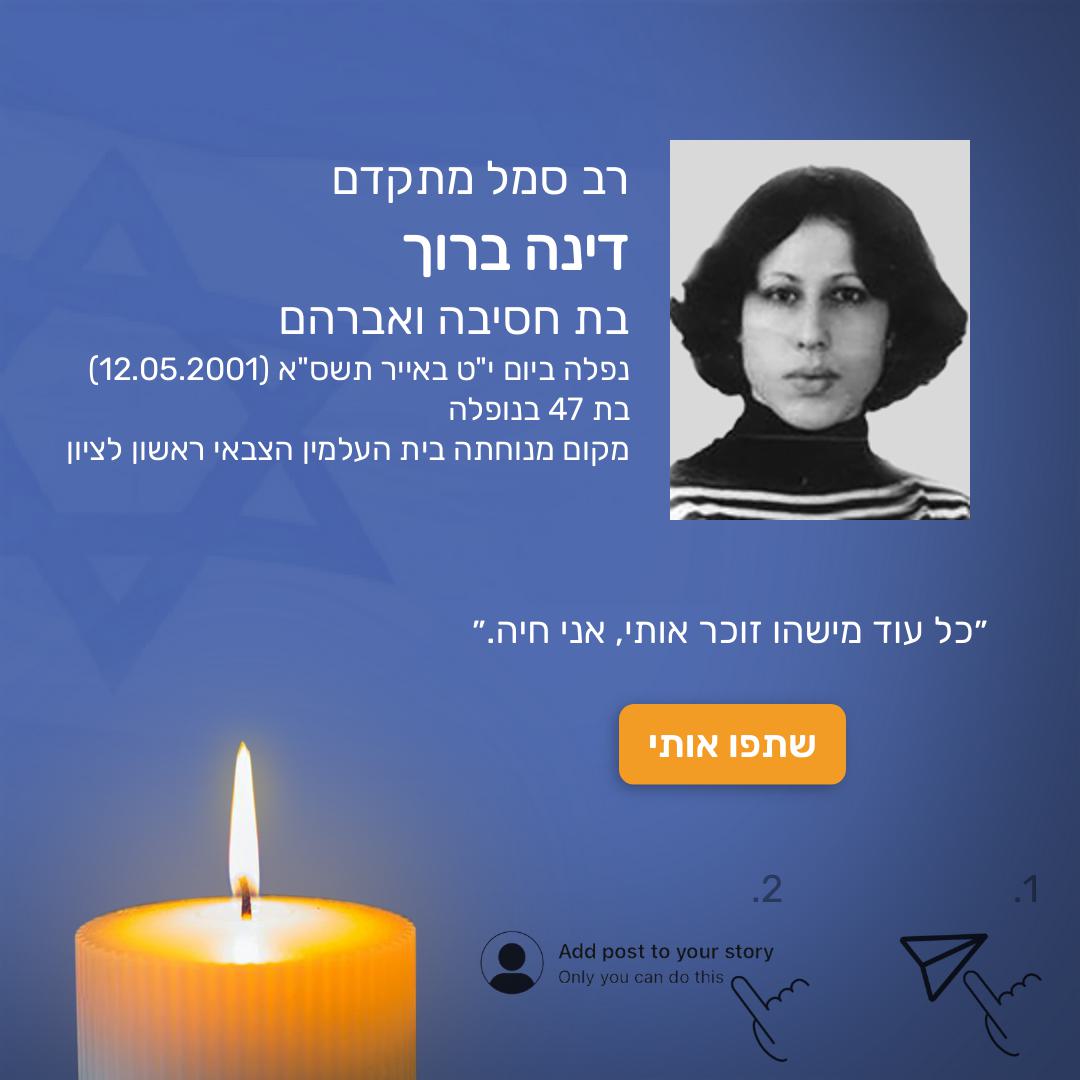 רב סמל מתקדם
דינה ברוך
בת חסיבה ואברהם
נפלה ביום י"ט באייר תשס"א (12.05.2001)
בת 47 בנופלה
מקום מנוחתה בית העלמין הצבאי ראשון לציון
״כל עוד מישהו זוכר אותי, אני חיה.״
שתפו אותי
1.
2.
Add post to your story
Only you can do this